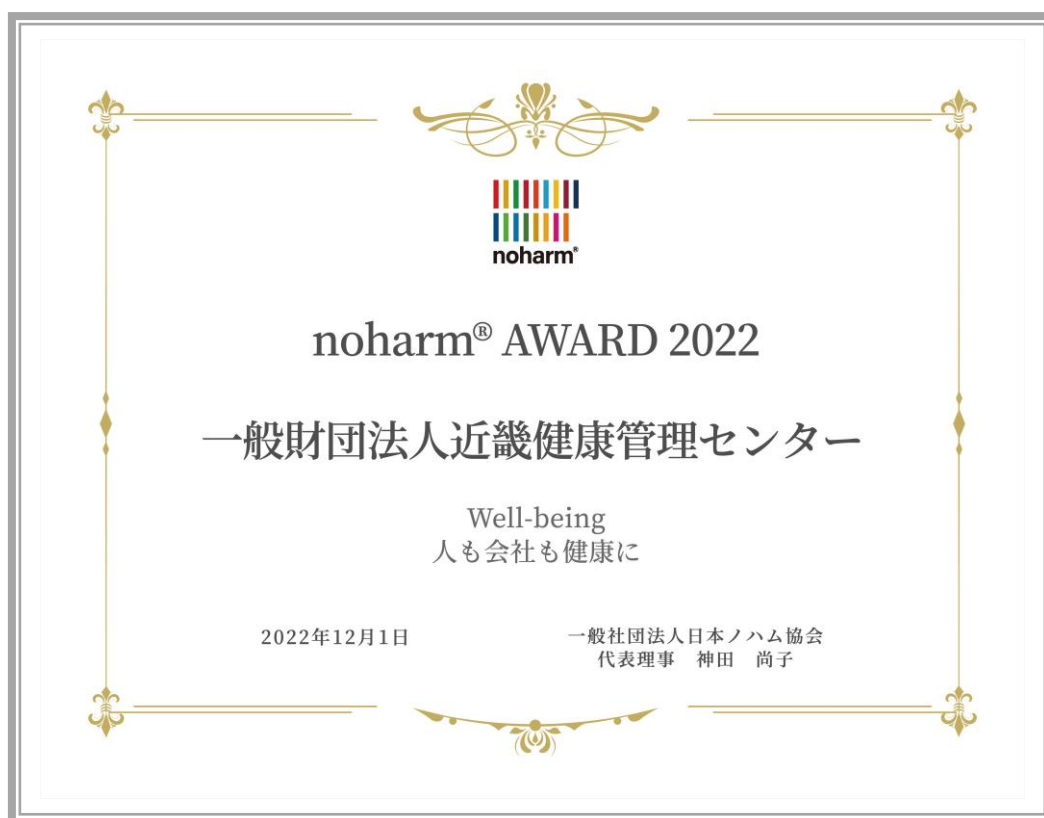 noharm®
noharm® AWARD 2022
一般財団法人近畿健康管理センター
Well-being
人も会社も健康に
2022年12月1日
一般社団法人日本ノハム協会
代表理事　神田　尚子